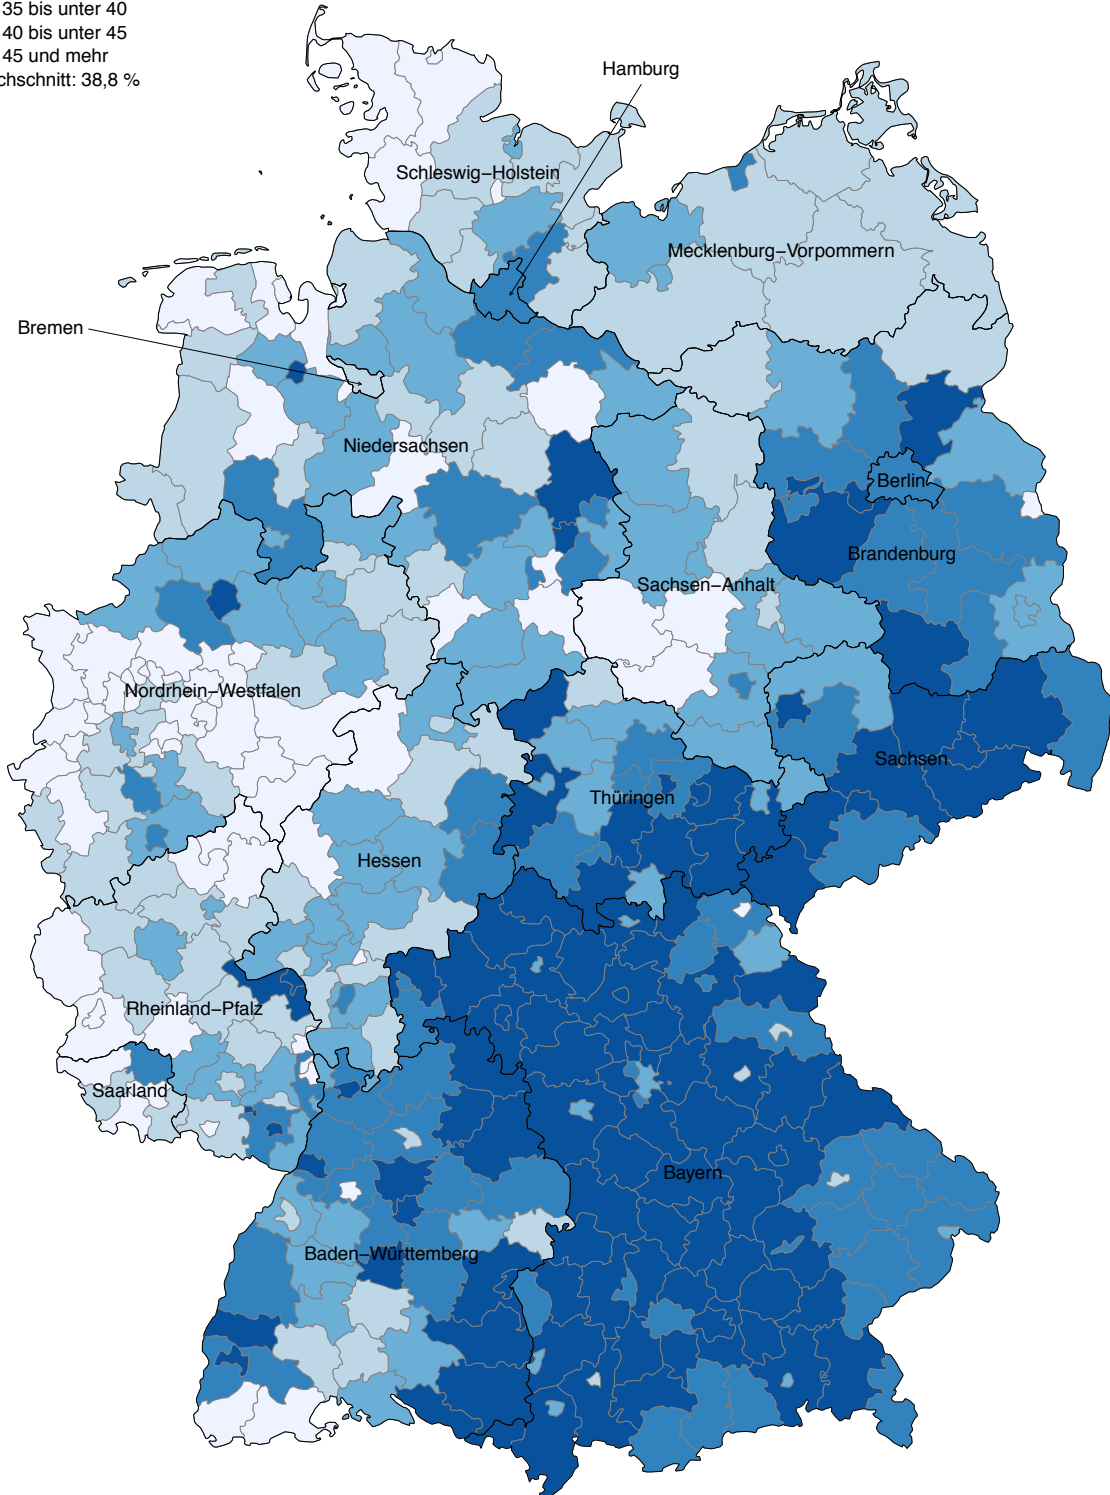 35 bis unter 40
40 bis unter 45
45 und mehr
chschnitt: 38,8 %
Hamburg
Schleswig–Holstein
Mecklenburg–Vorpommern
Bremen
Niedersachsen
Berlin
Brandenburg
Sachsen–Anhalt
Nordrhein–Westfalen
Sachsen
Thüringen
Hessen
Rheinland–Pfalz
Saarland
Bayern
Baden–Württemberg